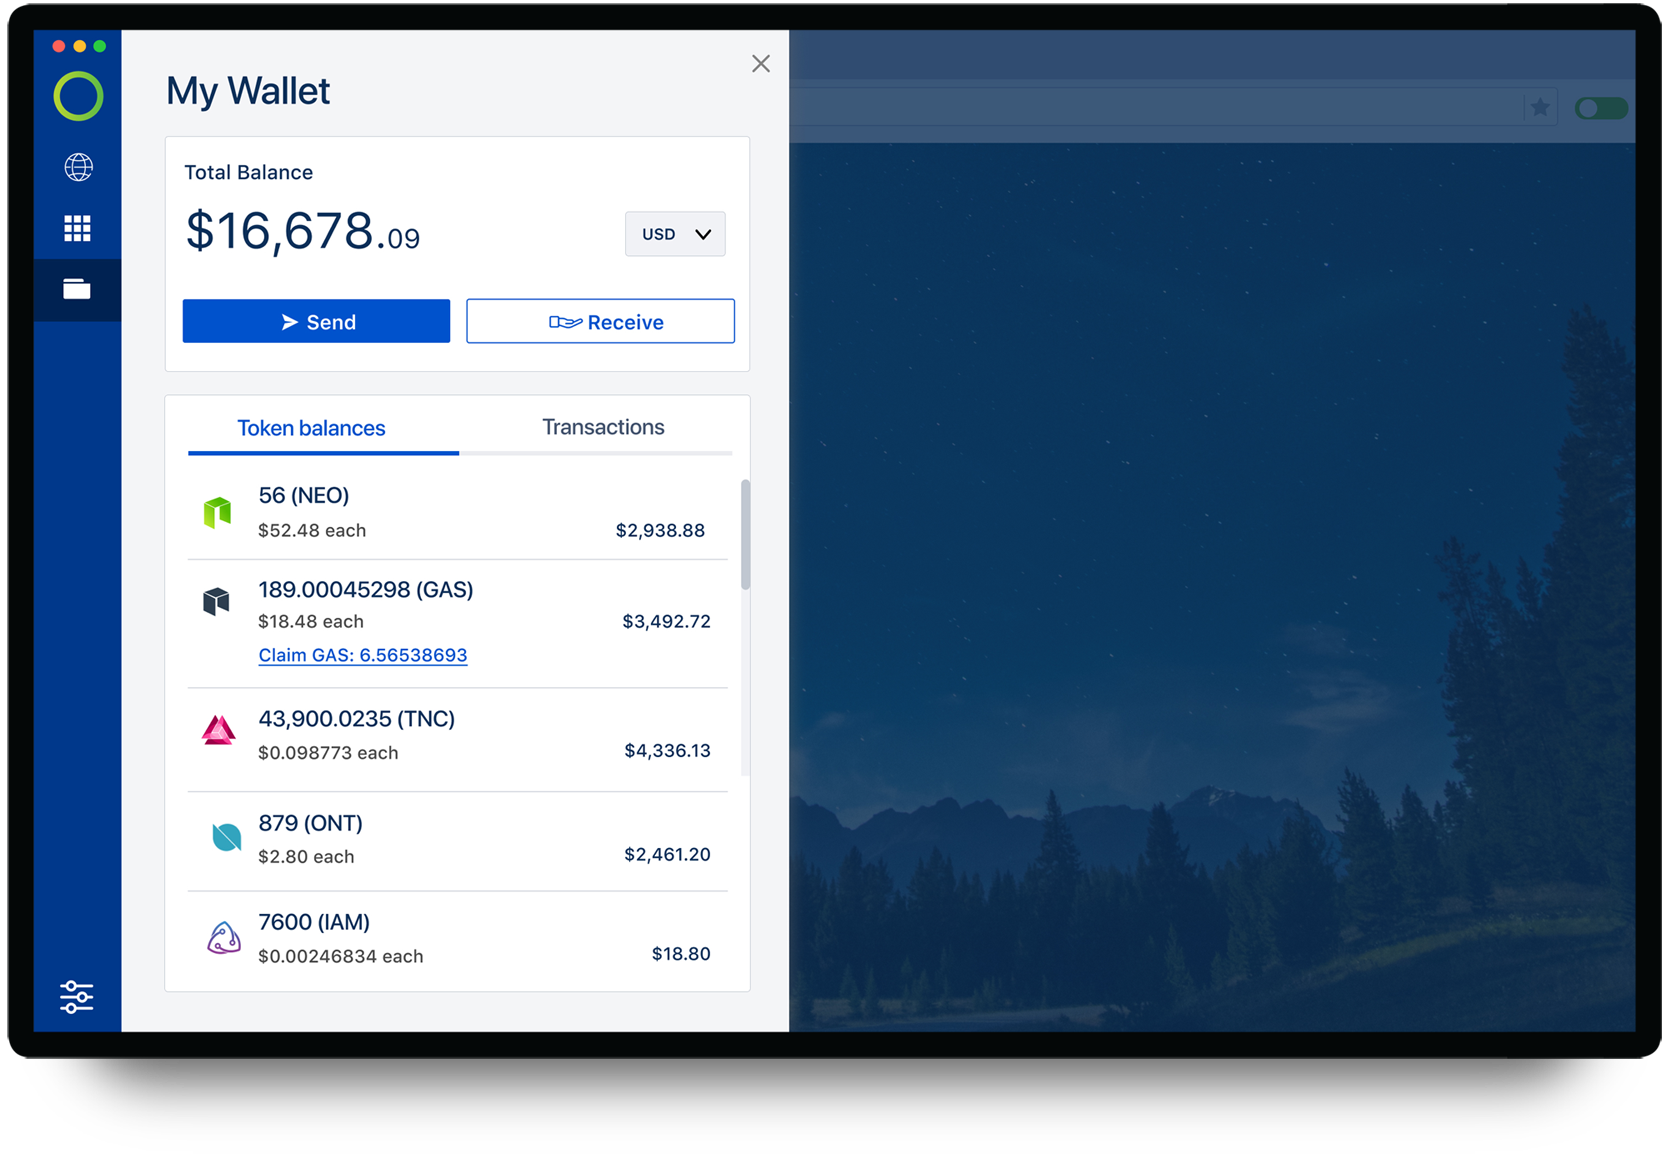 My Wallet
Total Balance
$16,678.09
USD
Send
Receive
Token balances
Transactions
56 (NEO)
$52.48 each
$2,938.88
189.00045298 (GAS)
$18.48 each
$3,492.72
Claim GAS: 6.56538693
43,900.0235 (TNC)
$0.098773 each
$4,336.13
879 (ONT)
$2.80 each
$2,461.20
7600 (IAM)
$0.00246834 each
$18.80